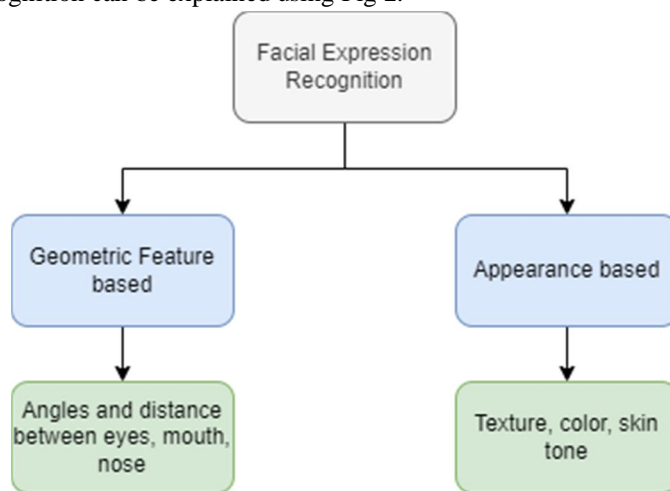 ognition can be explained using Fig 2.
Facial Expression
Recognition
Geometric Feature
based
Appearance based
Angles and distance
between eyes, mouth,
nose
Texture, color, skin
tone